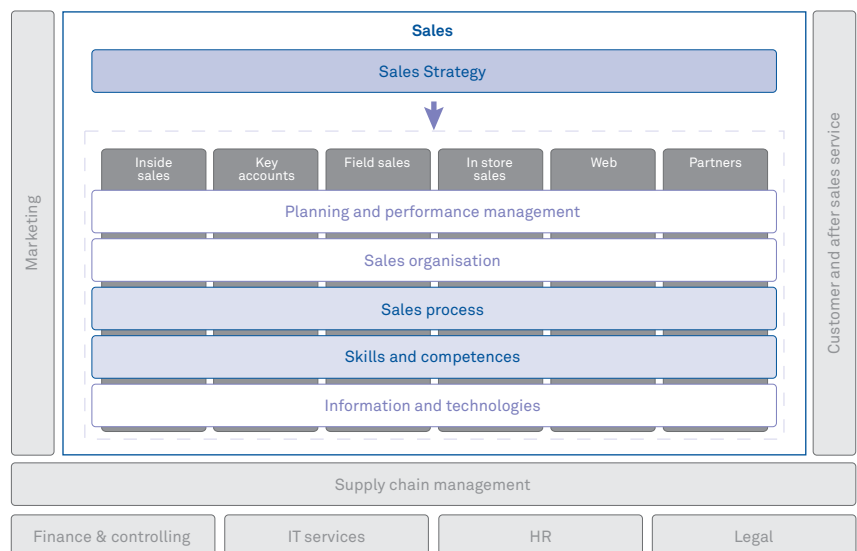 Sales
Sales Strategy
Inside
sales
Key
accounts
Field sales
In store
sales
Web
Partners
Planning and performance management
Sales organisation
Sales process
Skills and competences
Information and technologies
Marketing
Customer and after sales service
Supply chain management
Finance & controlling
IT services
HR
Legal